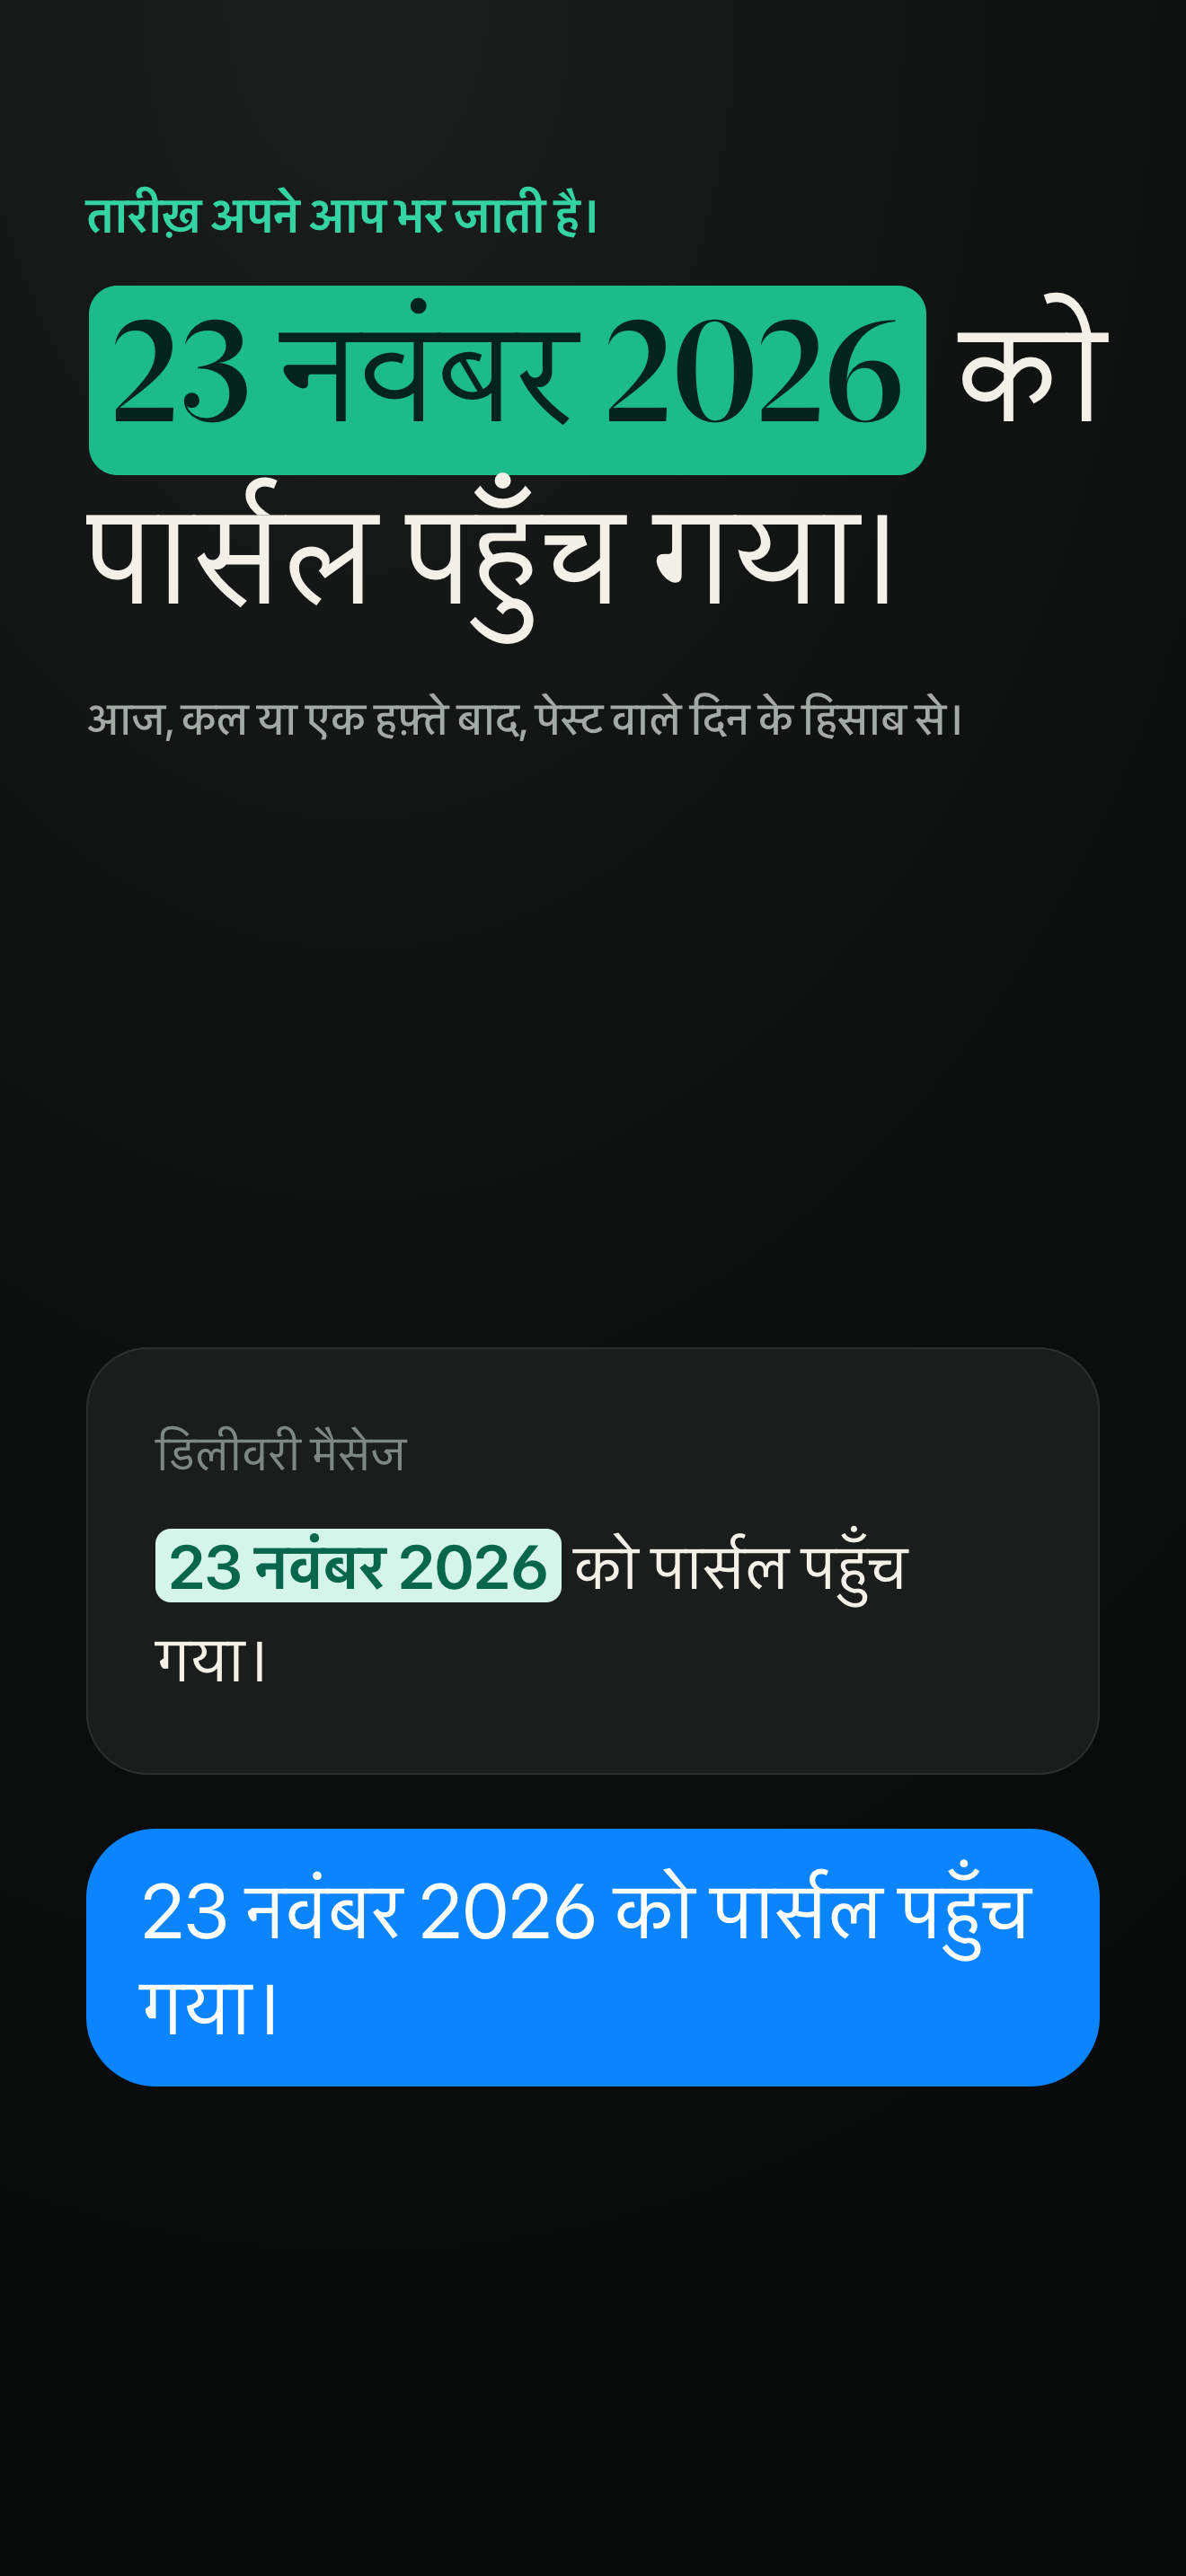 तारीख़ अपने आप भर जाती है।
23 नवंबर 2026 को
पार्सल पहुँच गया।
आज, कल या एक हफ़्ते बाद, पेस्ट वाले दिन के हिसाब से।
डिलीवरी मैसेज
23 नवंबर 2026 को पार्सल पहुँच
गया।
23 नवंबर 2026 को पार्सल पहुँच
गया।